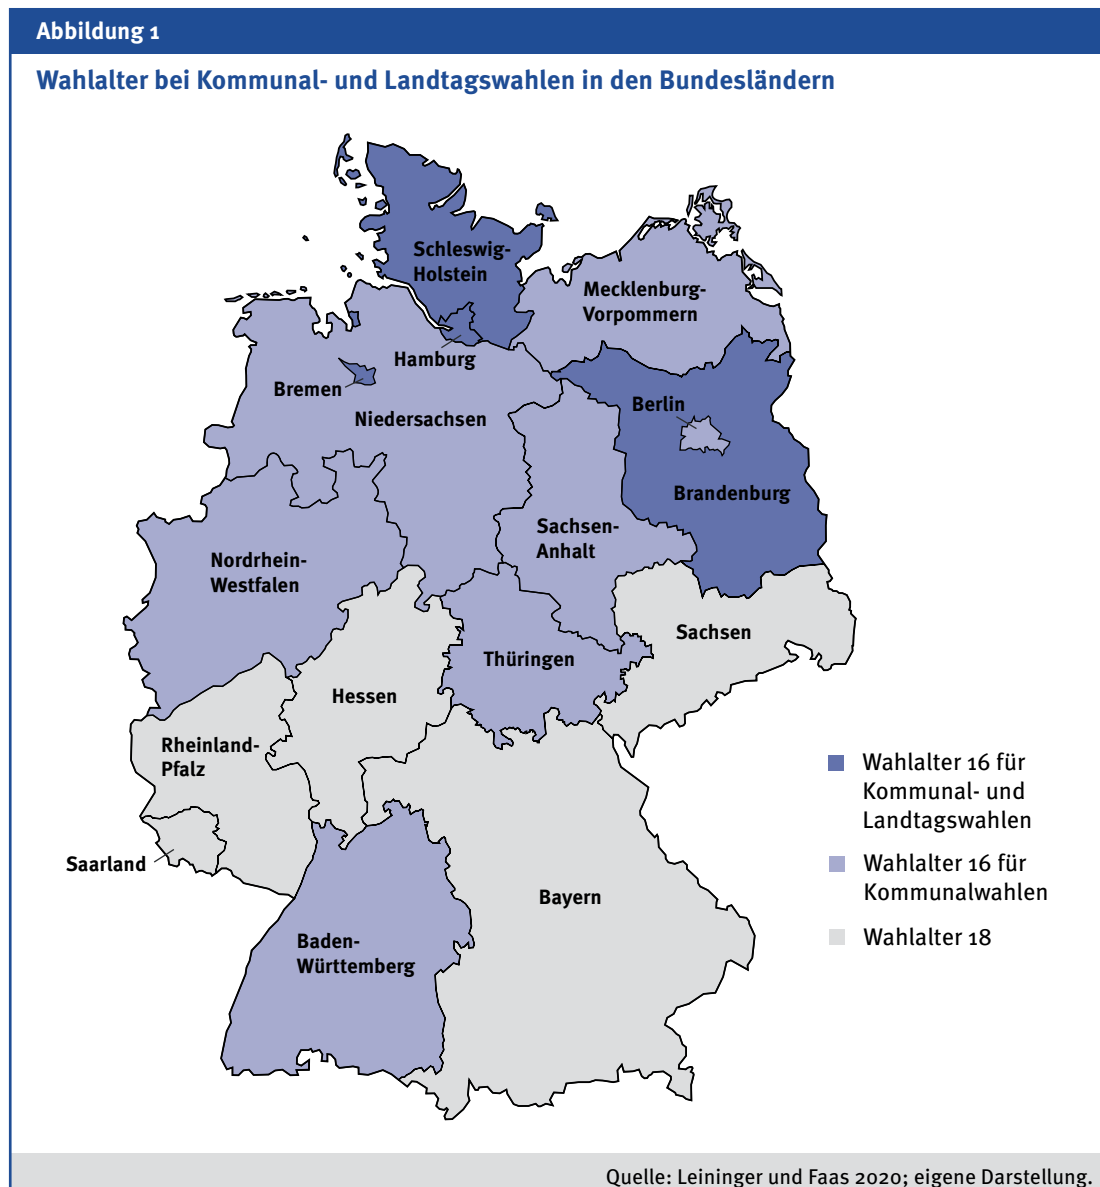 Abbildung 1
Wahlalter bei Kommunal- und Landtagswahlen in den Bundesländern
Schleswig-
Holstein
Mecklenburg-
Vorpommern
Hamburg
Bremen
Niedersachsen
Berlin
Brandenburg
Sachsen-
Anhalt
Nordrhein-
Westfalen
Sachsen
Thüringen
Hessen
Rheinland-
Pfalz
Saarland
Bayern
Baden-
Württemberg
Wahlalter 16 für
Kommunal- und
Landtagswahlen
Wahlalter 16 für
Kommunalwahlen
Wahlalter 18
Quelle: Leininger und Faas 2020; eigene Darstellung.